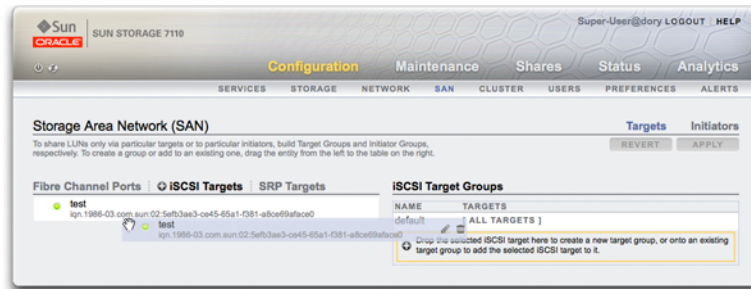 Sun
ORACLE
SUN STORAGE 7110
Super-User@dory LOGOUT HELP
Configuration Maintenance Shares Status Analytics
SERVICES STORAGE NETWORK SAN CLUSTER USERS PREFERENCES ALERTS
Storage Area Network (SAN)
Targets Initiators
To share LUNs only via particular targets or to particular initiators, build Target Groups and Initiator Groups,
respectively. To create a group or add to an existing one, drag the entity from the left to the table on the right.
REVERT APPLY
Fibre Channel Ports iSCSI Targets SRP Targets
test
iqn.1986-03.com.sun:02:5efb3ae3-ce45-65a1-f381-a8ce69aface0
test
iqn.1986-03.com.sun:02:5efb3ae3-ce45-65a1-f381-a8ce69aface0
iSCSI Target Groups
NAME TARGETS
default [ ALL TARGETS ]
Drop the selected iSCSI target here to create a new target group, or onto an existing
target group to add the selected iSCSI target to it.